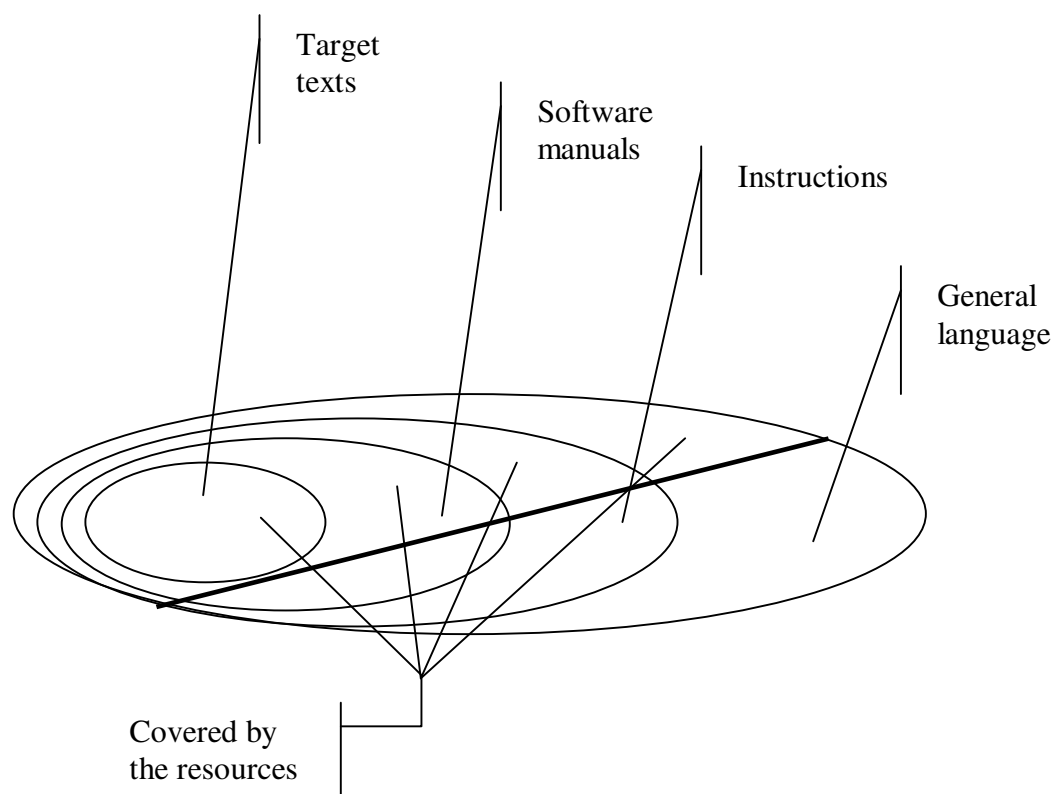 Target
texts
Software
manuals
Instructions
General
language
Covered by
the resources